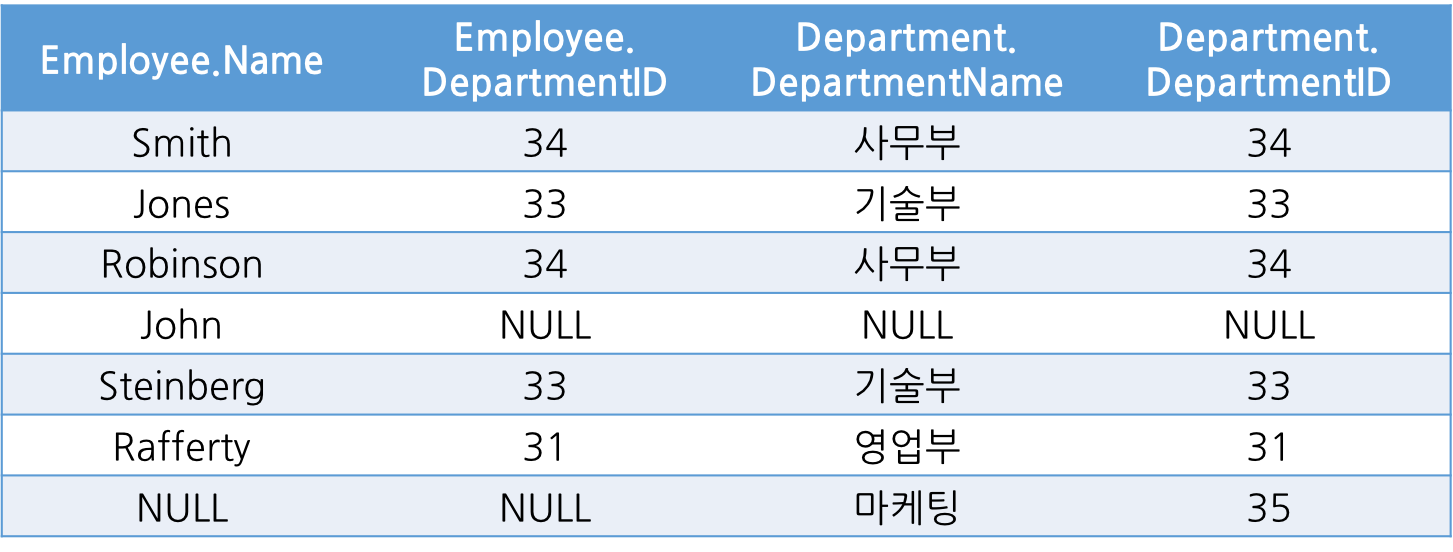 Employee.Name Employee. DepartmentID Department. DepartmentName Department. DepartmentID
Smith 34 사무부 34
Jones 33 기술부 33
Robinson 34 사무부 34
John NULL NULL NULL
Steinberg 33 기술부 33
Rafferty 31 영업부 31
NULL NULL 마케팅 35